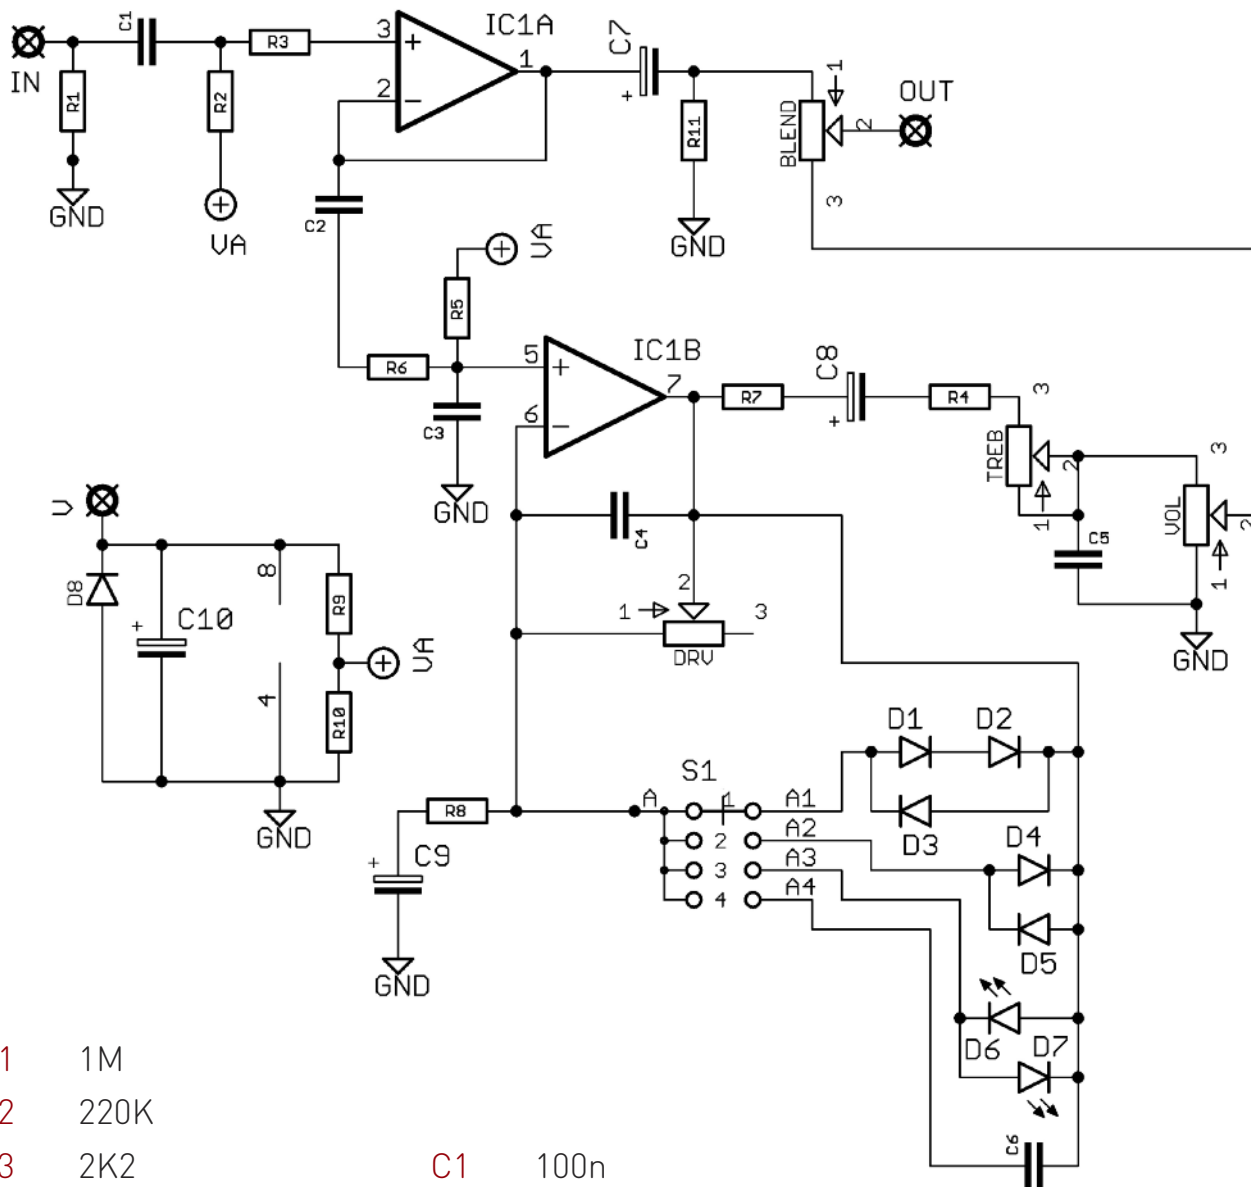 IN
C1
R1
GND
R2
VA
R3
3
2
IC1A
1
C7
+
R11
GND
BLEND
1
2
3
OUT
C2
VA
R5
R6
C3
GND
5
6
IC1B
7
R7
C8
+
R4
TREB
3
2
1
C5
VOL
3
2
1
GND
C4
1
2
3
DRV
V
D8
+
C10
8
4
R9
VA
R10
GND
R8
+
C9
GND
S1
A
1
2
3
4
A1
A2
A3
A4
D1
D2
D3
D4
D5
D6
D7
C6
1 1M
2 220K
3 2K2
C1 100n